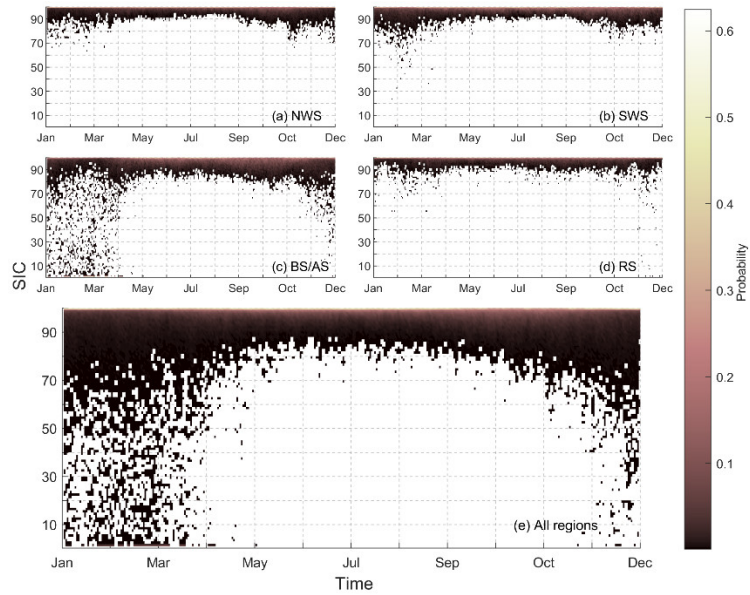 90
70
50
30
10
(a) NWS
Jan Mar May Jul Sep Oct Dec
90
70
50
30
10
(b) SWS
Jan Mar May Jul Sep Oct Dec
90
70
50
30
10
(c) BS/AS
Jan Mar May Jul Sep Oct Dec
90
70
50
30
10
(d) RS
Jan Mar May Jul Sep Oct Dec
SIC
90
70
50
30
10
(e) All regions
Jan Mar May Jul Sep Oct Dec
Time
0.6
0.5
0.4
0.3
0.2
0.1
Probability